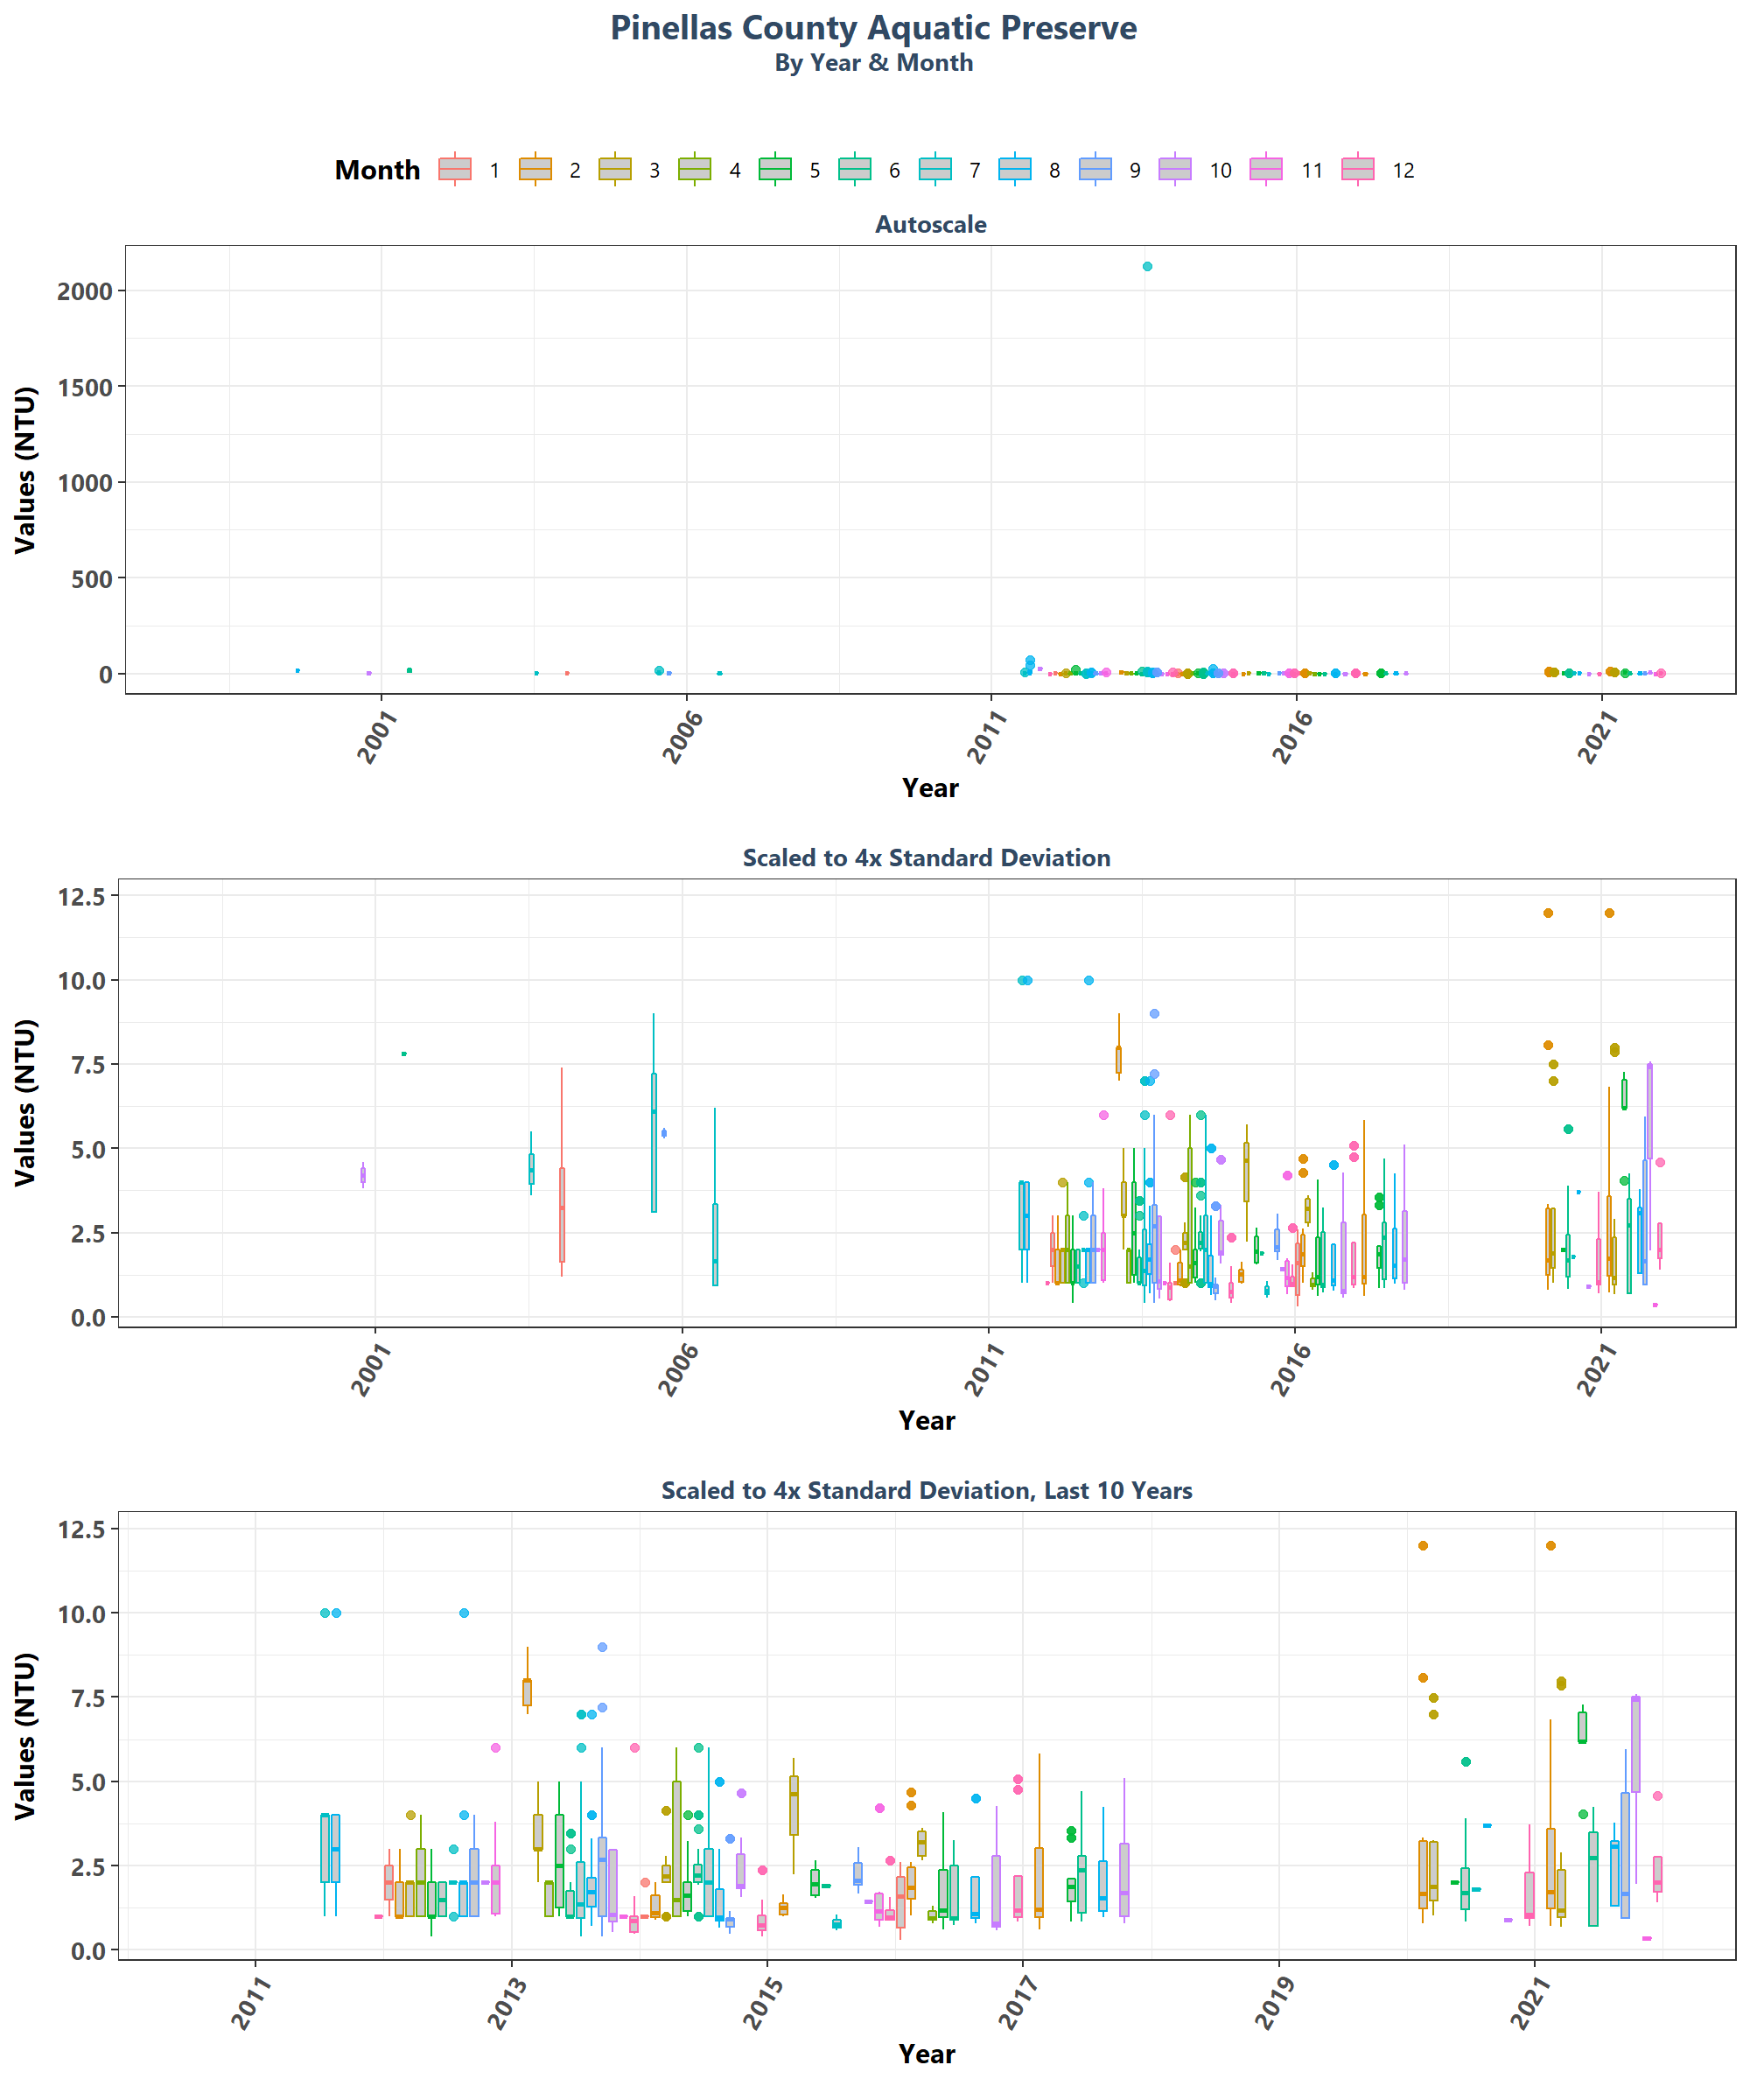 Pinellas County Aquatic Preserve
By Year & Month
Month 1 2 3 4 5 6 7 8 9 10 11 12
Autoscale
Values (NTU)
2000
1500
1000
500
0
2001 2006 2011 2016 2021
Year
Scaled to 4x Standard Deviation
Values (NTU)
12.5
10.0
7.5
5.0
2.5
0.0
2001 2006 2011 2016 2021
Year
Scaled to 4x Standard Deviation, Last 10 Years
Values (NTU)
12.5
10.0
7.5
5.0
2.5
0.0
2011 2013 2015 2017 2019 2021
Year